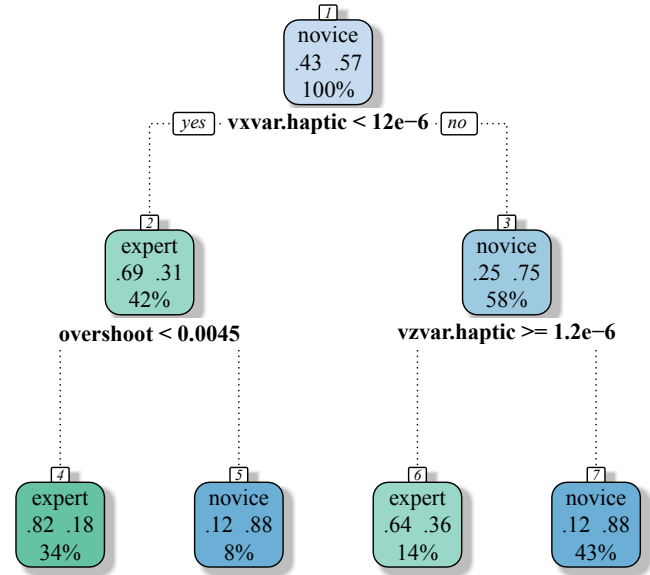 1
novice
.43 .57
100%
yes vxvar.haptic < 12e−6 no
2
expert
.69 .31
42%
overshoot < 0.0045
3
novice
.25 .75
58%
vzvar.haptic >= 1.2e−6
4
expert
.82 .18
34%
5
novice
.12 .88
8%
6
expert
.64 .36
14%
7
novice
.12 .88
43%